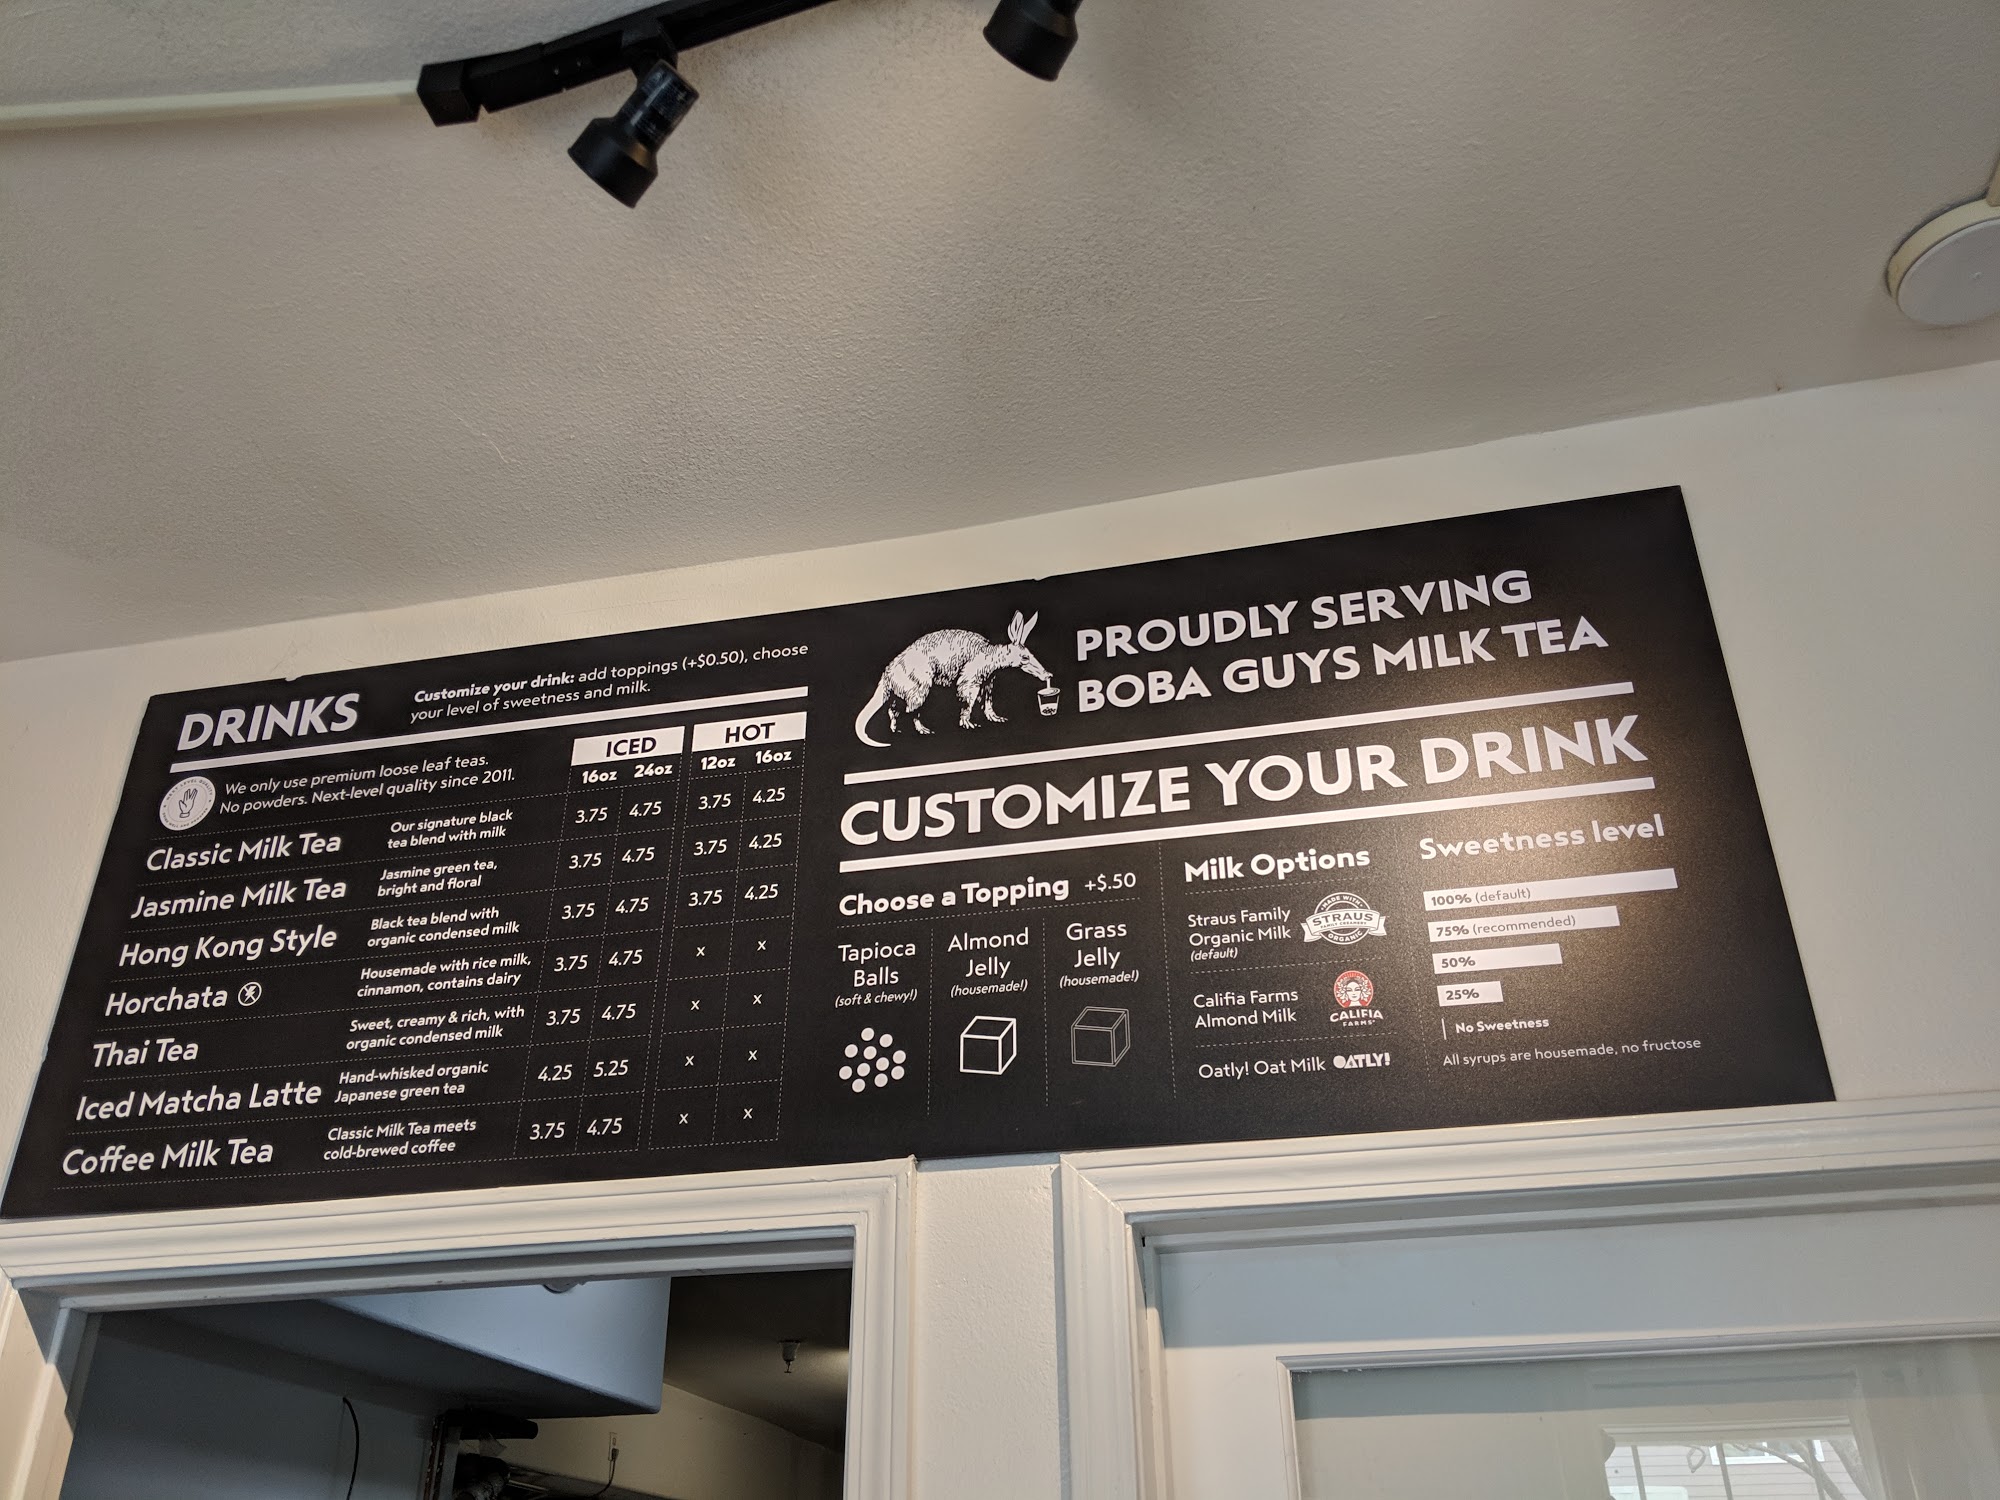 DRINKS
Customize your drink: add toppings (+$0.50), choose
your level of sweetness and milk.
We only use premium loose leaf teas.
No powders. Next-level quality since 2011.
ICED HOT
16oz 24oz 12oz 16oz
Classic Milk Tea Our signature black tea blend with milk 3.75 4.75 3.75 4.25
Jasmine Milk Tea Jasmine green tea, bright and floral 3.75 4.75 3.75 4.25
Hong Kong Style Black tea blend with organic condensed milk 3.75 4.75 3.75 4.25
Horchata Housemade with rice milk, cinnamon, contains dairy 3.75 4.75 x x
Thai Tea Sweet, creamy & rich, with organic condensed milk 3.75 4.75 x x
Iced Matcha Latte Hand-whisked organic Japanese green tea 4.25 5.25 x x
Coffee Milk Tea Classic Milk Tea meets cold-brewed coffee 3.75 4.75 x x
PROUDLY SERVING
BOBA GUYS MILK TEA
CUSTOMIZE YOUR DRINK
Choose a Topping +$.50
Tapioca
Balls
(soft & chewy!)
Almond
Jelly
(housemade!)
Grass
Jelly
(housemade!)
Milk Options
Straus Family
Organic Milk
(default)
MADE WITH
STRAUS
ORGANIC
Califia Farms
Almond Milk
CALIFIA
FARMS
Oatly! Oat Milk OATLY!
Sweetness level
100% (default)
75% (recommended)
50%
25%
No Sweetness
All syrups are housemade, no fructose